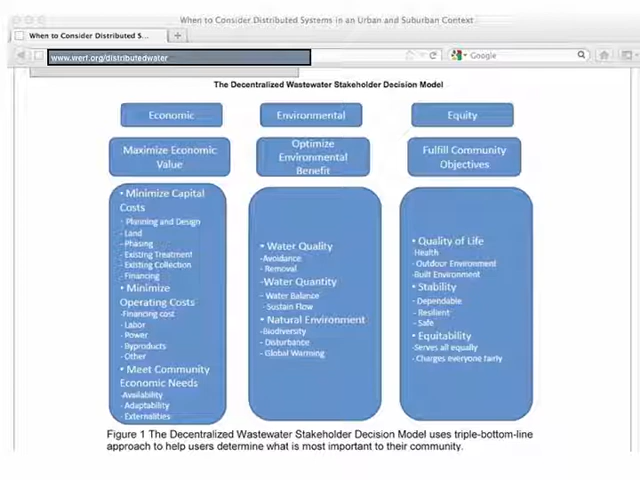 When to Consider Distributed Systems in an Urban and Suburban Context
When to Consider Distributed S...
www.werf.org/distributedwater
Google
The Decentralized Wastewater Stakeholder Decision Model
Economic
Environmental
Equity
Maximize Economic
Value
Optimize
Environmental
Benefit
Fulfill Community
Objectives
• Minimize Capital
Costs
- Planning and Design
- Land
- Phasing
- Existing Treatment
- Existing Collection
- Financing
• Minimize
Operating Costs
-Financing cost
- Labor
- Power
- Byproducts
- Other
• Meet Community
Economic Needs
-Availability
- Adaptability
- Externalities
• Water Quality
-Avoidance
- Removal
-Water Quantity
- Water Balance
- Sustain Flow
• Natural Environment
-Biodiversity
- Disturbance
- Global Warming
• Quality of Life
Health
- Outdoor Environment
-Built Environment
• Stability
- Dependable
- Resilient
- Safe
• Equitability
-Serves all equally
- Charges everyone fairly
Figure 1 The Decentralized Wastewater Stakeholder Decision Model uses triple-bottom-line
approach to help users determine what is most important to their community.